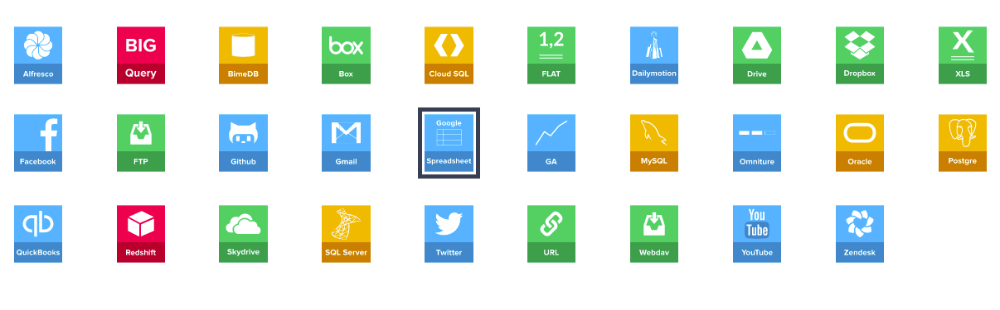 BIG
box
1,2
X
Alfresco
Query
BimeDB
Box
Cloud SQL
FLAT
Dailymotion
Drive
Dropbox
XLS
f
Google
Facebook
FTP
Github
Gmail
Spreadsheet
GA
MySQL
Omniture
Oracle
Postgre
qb
You
Tube
QuickBooks
Redshift
Skydrive
SQL Server
Twitter
URL
Webdav
YouTube
Zendesk